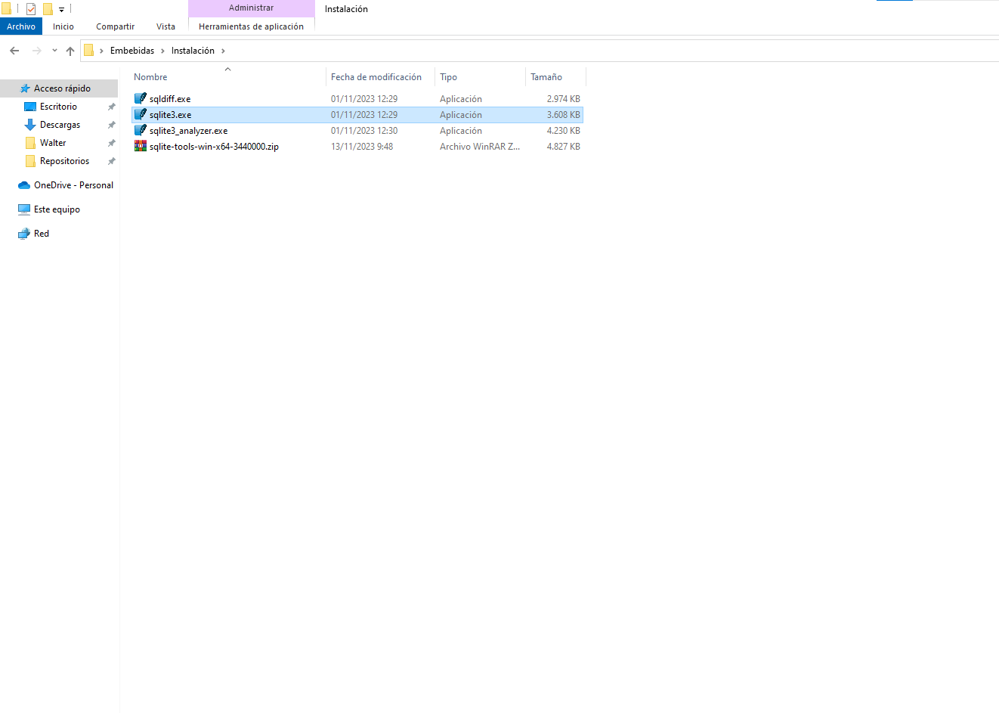 Administrar
Instalación
Archivo Inicio Compartir Vista Herramientas de aplicación
Embebidas Instalación
Nombre Fecha de modificación Tipo Tamaño
Acceso rápido
Escritorio
Descargas
Walter
Repositorios
OneDrive - Personal
Este equipo
Red
sqldiff.exe 01/11/2023 12:29 Aplicación 2.974 KB
sqlite3.exe 01/11/2023 12:29 Aplicación 3.608 KB
sqlite3_analyzer.exe 01/11/2023 12:30 Aplicación 4.230 KB
sqlite-tools-win-x64-3440000.zip 13/11/2023 9:48 Archivo WinRAR Z... 4.827 KB